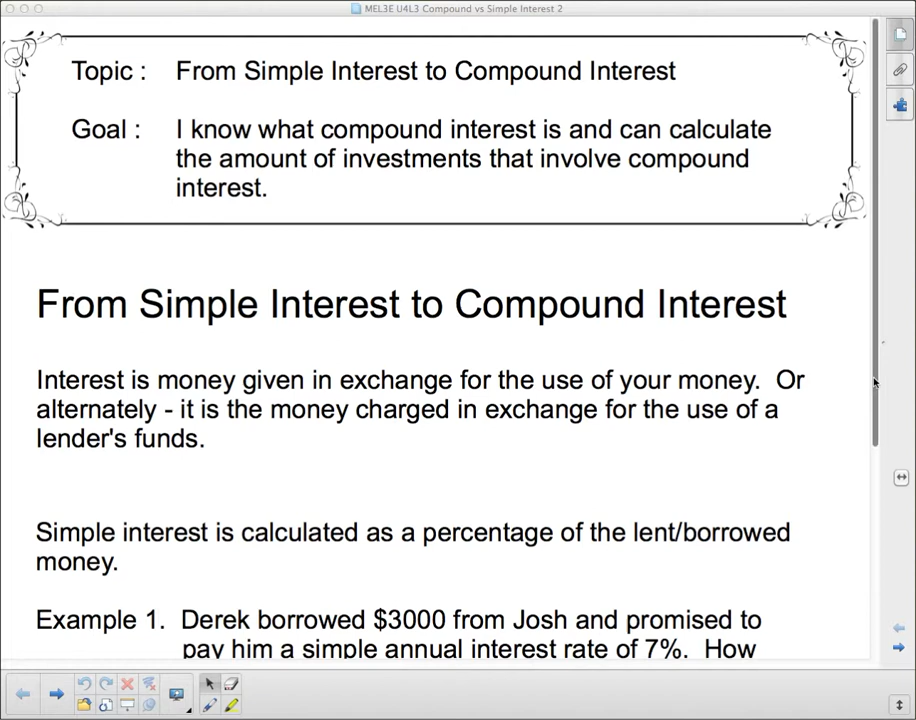 MEL3E U4L3 Compound vs Simple Interest 2
Topic : From Simple Interest to Compound Interest
Goal : I know what compound interest is and can calculate
the amount of investments that involve compound
interest.
From Simple Interest to Compound Interest
Interest is money given in exchange for the use of your money. Or
alternately - it is the money charged in exchange for the use of a
lender's funds.
Simple interest is calculated as a percentage of the lent/borrowed
money.
Example 1. Derek borrowed $3000 from Josh and promised to
pay him a simple annual interest rate of 7%. How